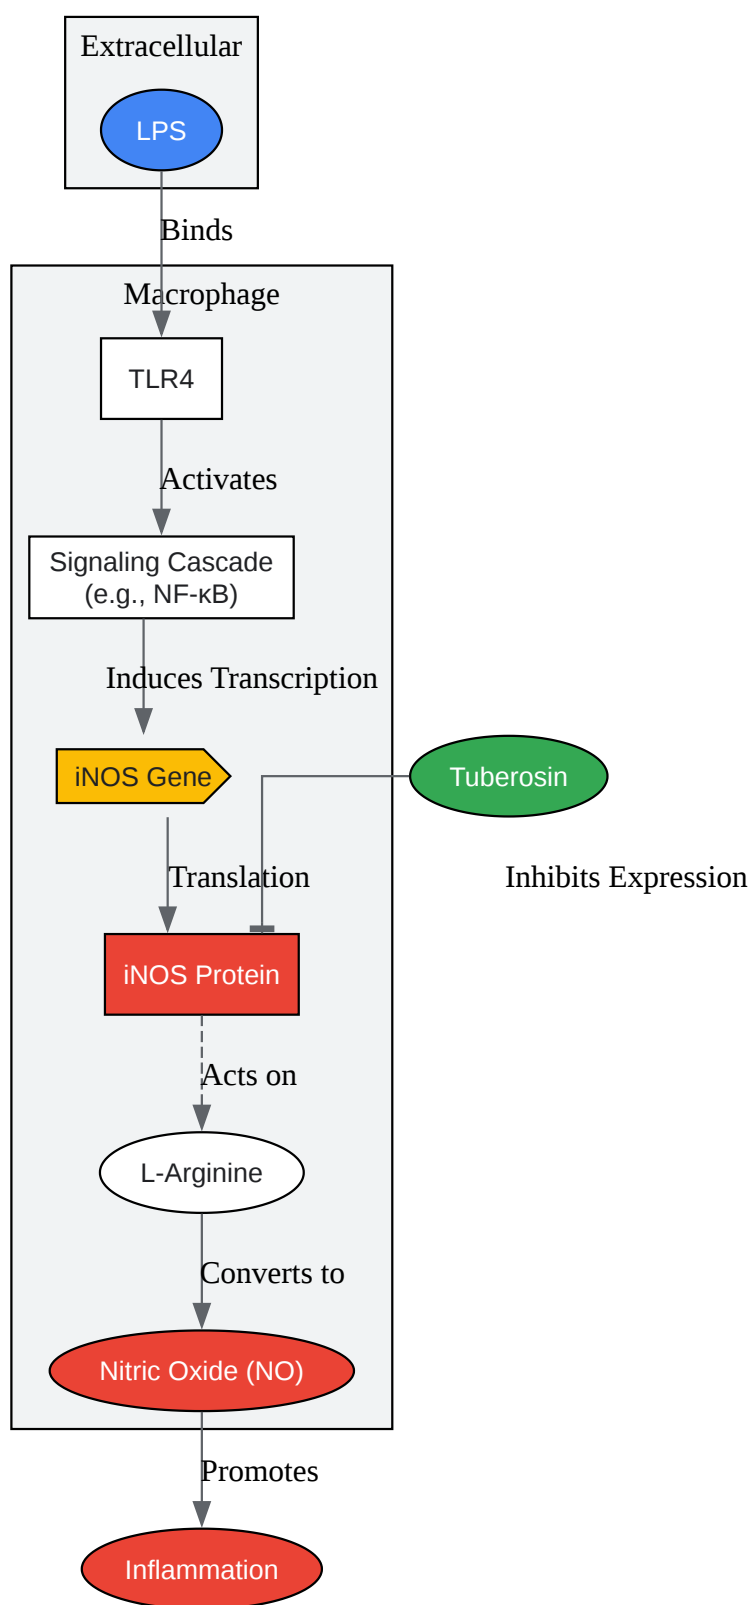 Extracellular
LPS
Binds
Macrophage
TLR4
Activates
Signaling Cascade
(e.g., NF-κB)
Induces Transcription
iNOS Gene
Tuberosin
Translation
Inhibits Expression
iNOS Protein
Acts on
L-Arginine
Converts to
Nitric Oxide (NO)
Promotes
Inflammation